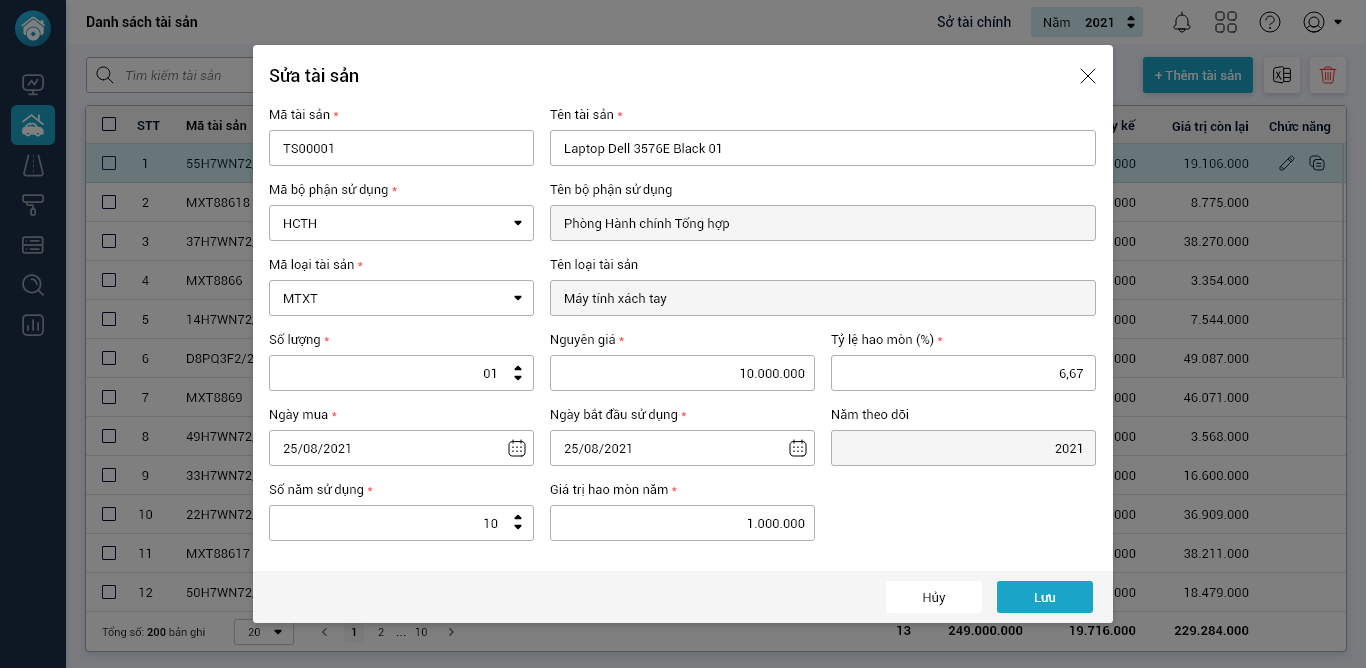 Danh sách tài sản
Sở tài chính
Năm 2021
Tìm kiếm tài sản
+ Thêm tài sản
STT Mã tài sản y kế Giá trị còn lại Chức năng
1 55H7WN72 000 19.106.000
2 MXT88618 000 8.775.000
3 37H7WN72 000 38.270.000
4 MXT8866 000 3.354.000
5 14H7WN72 000 7.544.000
6 D8PQ3F2/2 000 49.087.000
7 MXT8869 000 46.071.000
8 49H7WN72 000 3.568.000
9 33H7WN72 000 16.600.000
10 22H7WN72 000 36.909.000
11 MXT88617 000 38.211.000
12 50H7WN72 000 18.479.000
Tổng số: 200 bản ghi 20 1 2 ... 10 13 249.000.000 19.716.000 229.284.000
Sửa tài sản
Mã tài sản * Tên tài sản *
TS00001 Laptop Dell 3576E Black 01
Mã bộ phận sử dụng * Tên bộ phận sử dụng
HCTH Phòng Hành chính Tổng hợp
Mã loại tài sản * Tên loại tài sản
MTXT Máy tính xách tay
Số lượng * Nguyên giá * Tỷ lệ hao mòn (%) *
01 10.000.000 6,67
Ngày mua * Ngày bắt đầu sử dụng * Năm theo dõi
25/08/2021 25/08/2021 2021
Số năm sử dụng * Giá trị hao mòn năm *
10 1.000.000
Hủy Lưu